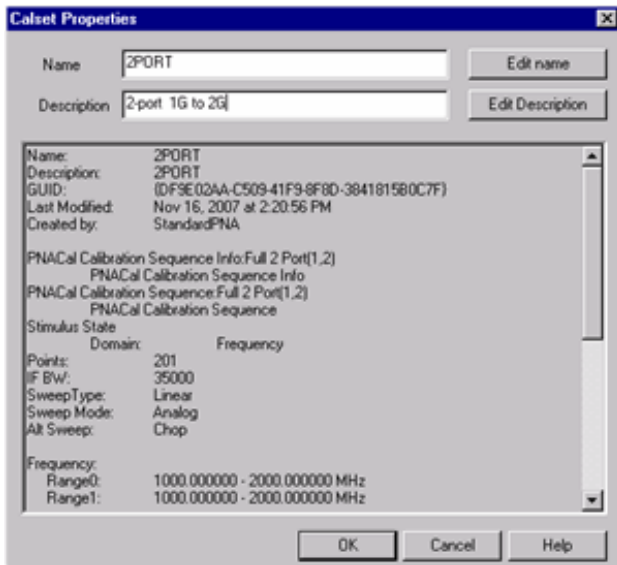 Calset Properties
Name 2PORT Edit name
Description 2-port 1G to 2G Edit Description
Name: 2PORT
Description: 2PORT
GUID: {DF9E02AA-C509-41F9-8F8D-3841815B0C7F}
Last Modified: Nov 16, 2007 at 2:20:56 PM
Created by: StandardPNA
PNACal Calibration Sequence Info:Full 2 Port(1,2)
PNACal Calibration Sequence Info
PNACal Calibration Sequence:Full 2 Port(1,2)
PNACal Calibration Sequence
Stimulus State
Domain: Frequency
Points: 201
IF BW: 35000
SweepType: Linear
Sweep Mode: Analog
Alt Sweep: Chop
Frequency:
Range0: 1000.000000 - 2000.000000 MHz
Range1: 1000.000000 - 2000.000000 MHz
OK Cancel Help